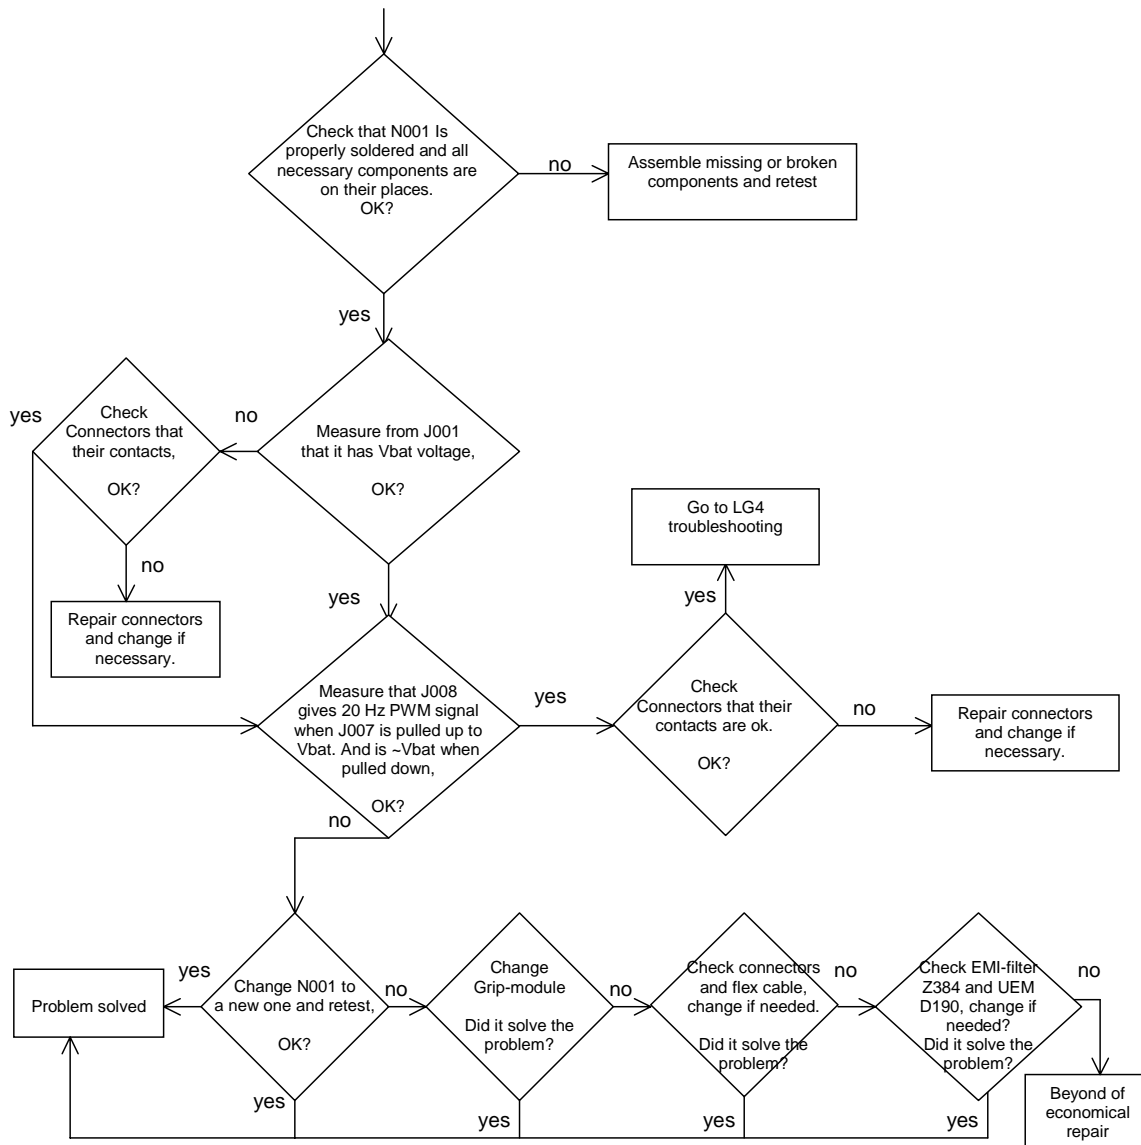 Check that N001 Is
properly soldered and all
necessary components are
on their places.
OK?
no
Assemble missing or broken
components and retest
yes
yes
Check
Connectors that
their contacts,
OK?
no
Measure from J001
that it has Vbat voltage,
OK?
no
Repair connectors
and change if
necessary.
yes
Go to LG4
troubleshooting
yes
Measure that J008
gives 20 Hz PWM signal
when J007 is pulled up to
Vbat. And is ~Vbat when
pulled down,
OK?
yes
Check
Connectors that their
contacts are ok.
OK?
no
Repair connectors
and change if
necessary.
no
Problem solved
yes
Change N001 to
a new one and retest,
OK?
no
Change
Grip-module
Did it solve the
problem?
no
Check connectors
and flex cable,
change if needed.
Did it solve the
problem?
no
Check EMI-filter
Z384 and UEM
D190, change if
needed?
Did it solve the
problem?
no
yes
yes
yes
yes
Beyond of
economical
repair